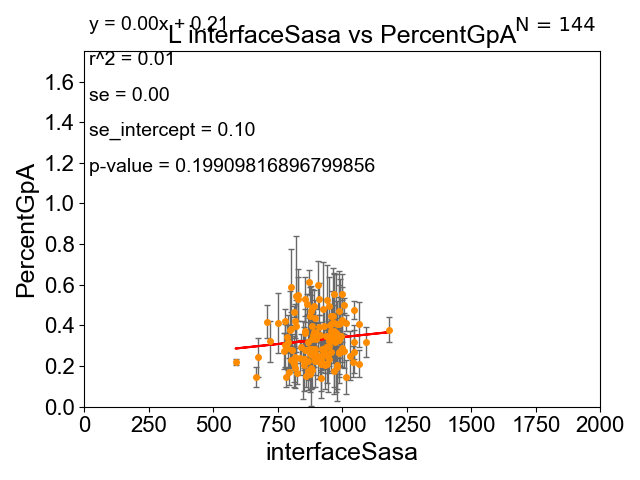 y = 0.00x + 0.21
N = 144
L interfaceSasa vs PercentGpA
r^2 = 0.01
se = 0.00
se_intercept = 0.10
p-value = 0.19909816896799856
PercentGpA
1.6
1.4
1.2
1.0
0.8
0.6
0.4
0.2
0.0
0 250 500 750 1000 1250 1500 1750 2000
interfaceSasa